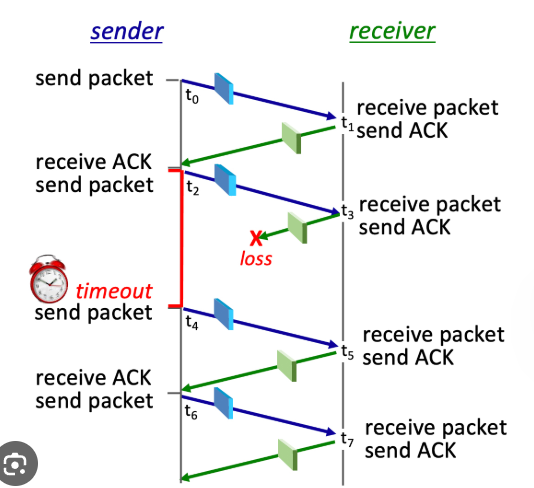 sender
receiver
send packet
t0
t1
receive packet
send ACK
receive ACK
send packet
t2
t3
receive packet
send ACK
X
loss
timeout
send packet
t4
t5
receive packet
send ACK
receive ACK
send packet
t6
t7
receive packet
send ACK